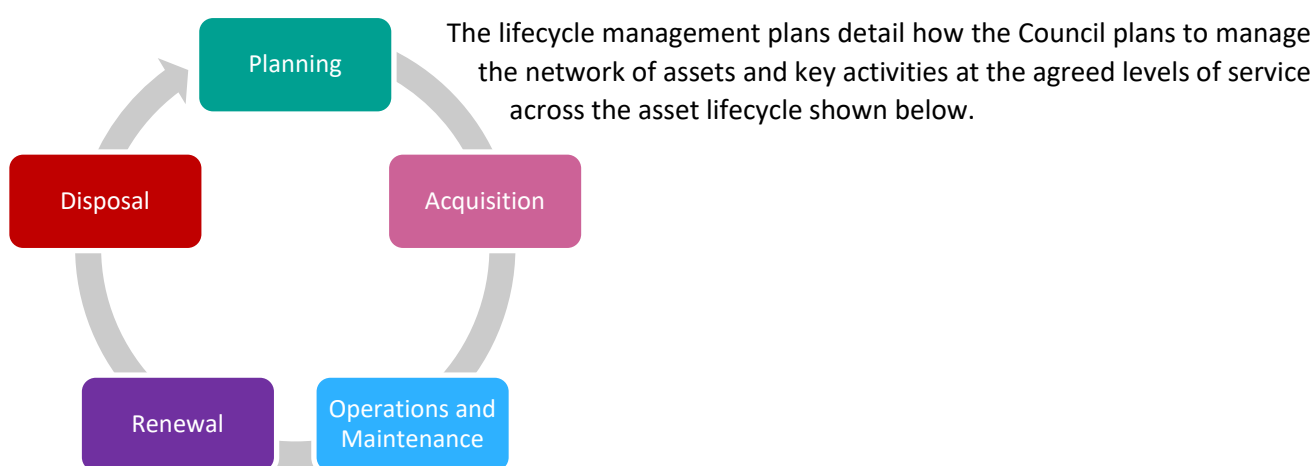 The lifecycle management plans detail how the Council plans to manage
the network of assets and key activities at the agreed levels of service
across the asset lifecycle shown below.
Planning
Acquisition
Operations and
Maintenance
Renewal
Disposal